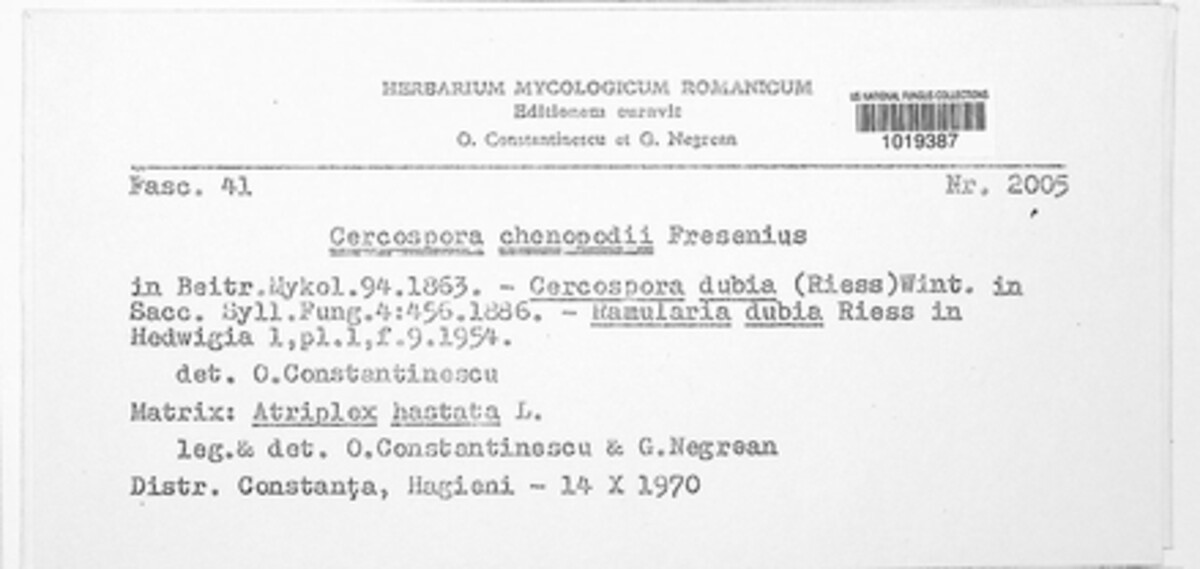 HERBARIUM MYCOLOGICUM ROMANICUM
Editionem curavit
O. Constantinescu et G. Negrean
US NATIONAL FUNGUS COLLECTIONS
1019387
Fasc. 41 Nr. 2005
Cercospora chenopodii Fresenius
in Beitr.Mykol.94.1863. - Cercospora dubia (Riess)Wint. in
Sacc. Syll.Fung.4:456.1886. - Ramularia dubia Riess in
Hedwigia 1,pl.1,f.9.1954.
det. O.Constantinescu
Matrix: Atriplex hastata L.
leg.& det. O.Constantinescu & G.Negrean
Distr. Constanţa, Hagieni - 14 X 1970